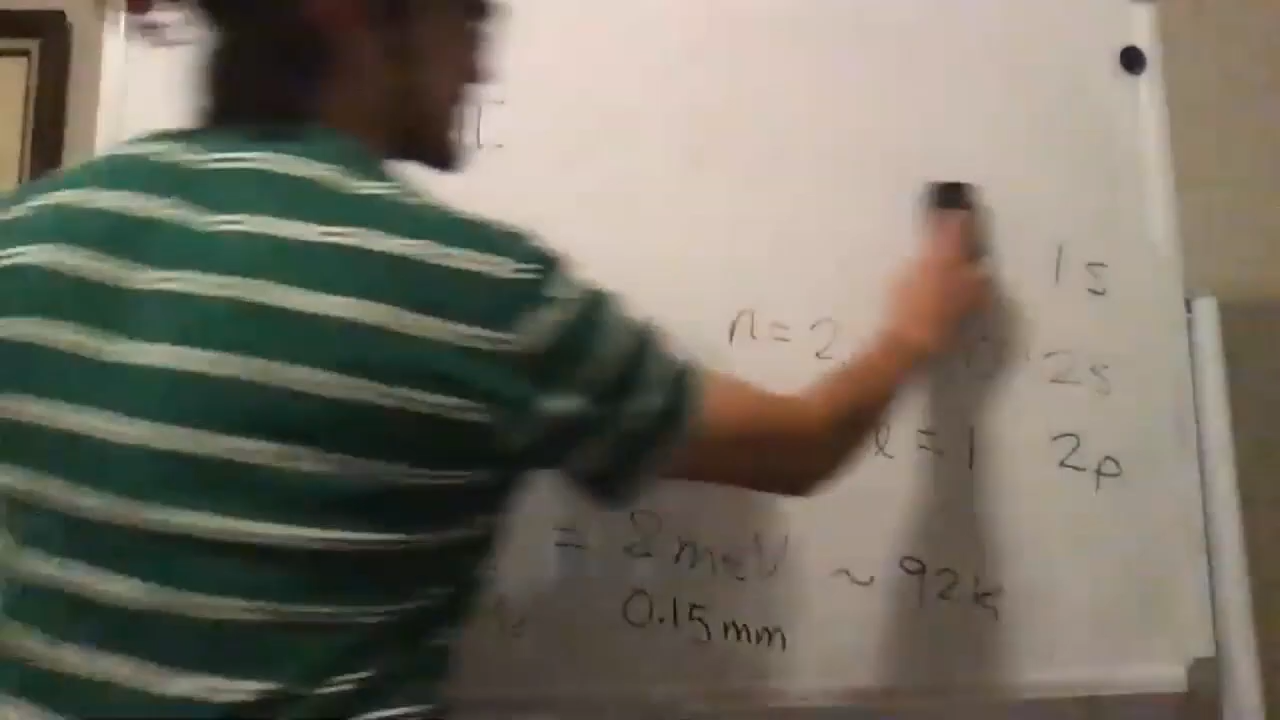 1s
n = 2, 2s
l = 1 2p
= 8 meV ~ 92k
0.15mm